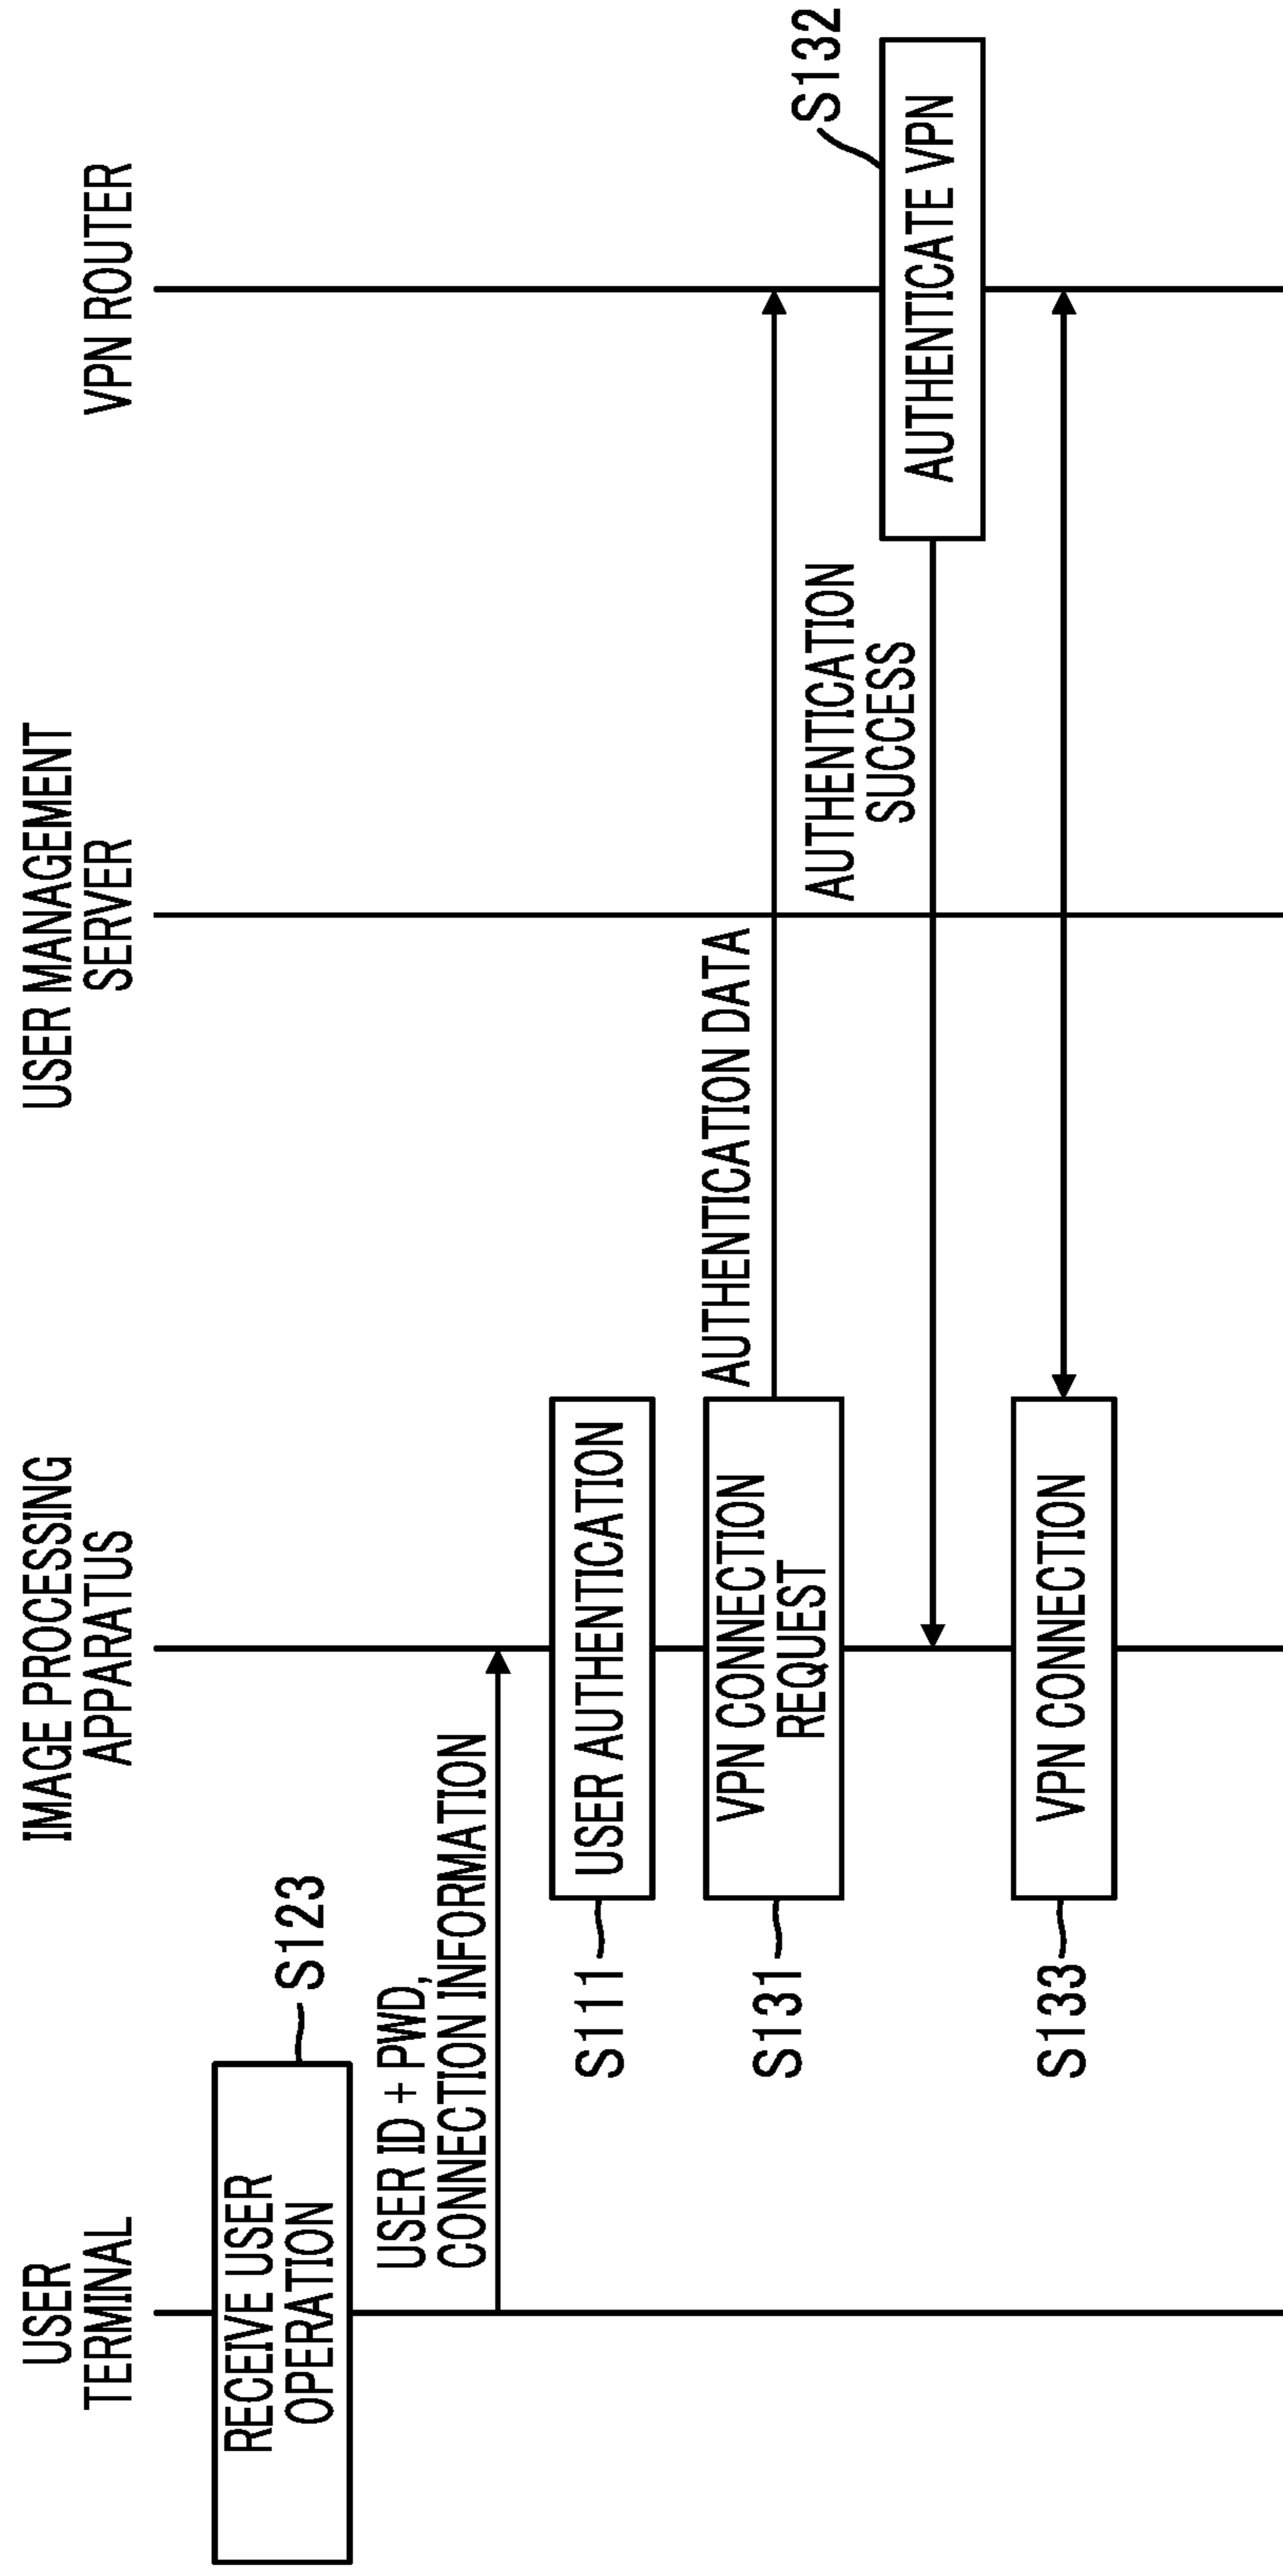 USER
TERMINAL
IMAGE PROCESSING
APPARATUS
USER MANAGEMENT
SERVER
VPN ROUTER
RECEIVE USER
OPERATION
S123
USER ID + PWD,
CONNECTION INFORMATION
S111
USER AUTHENTICATION
S131
VPN CONNECTION
REQUEST
AUTHENTICATION DATA
S132
AUTHENTICATE VPN
AUTHENTICATION
SUCCESS
S133
VPN CONNECTION